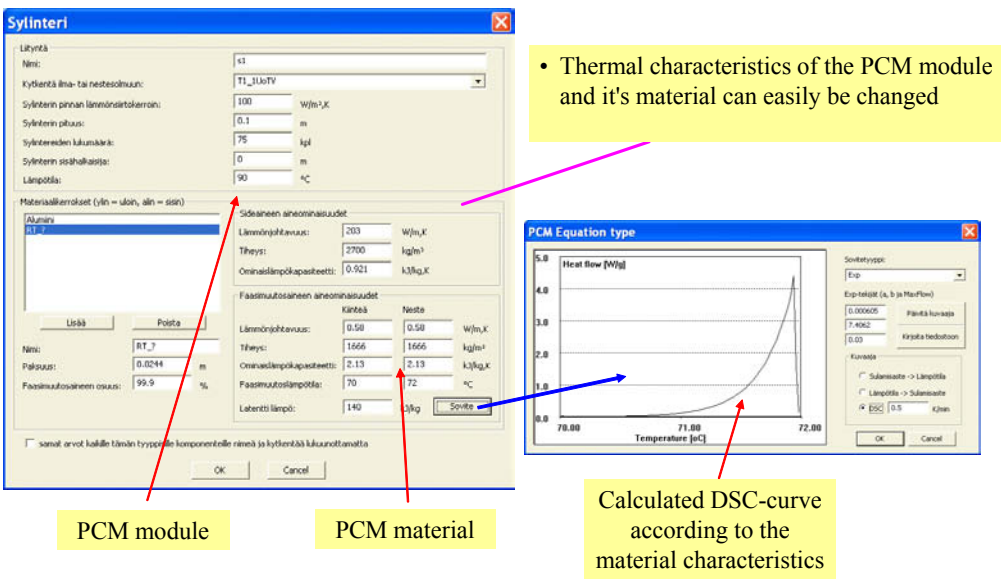 Sylinteri
Liityntä
Nimi:
s1
Kytkentä ilma- tai nestesolmuun:
T1_1UoTV
Sylinterin pinnan lämmönsiirtokerroin:
100
W/m²,K
Sylinterin pituus:
0.1
m
Sylintereiden lukumäärä:
75
kpl
Sylinterin sisähalkaisija:
0
m
Lämpötila:
90
°C
Materiaalikerrokset (ylin = uloin, alin = sisin)
Alumiini
RT_?
Lisää
Poista
Nimi:
RT_?
Paksuus:
0.0244
m
Faasimuutosaineen osuus:
99.9
%
Sideaineen aineominaisuudet
Lämmönjohtavuus:
203
W/m,K
Tiheys:
2700
kg/m³
Ominaislämpökapasiteetti:
0.921
kJ/kg,K
Faasimuutosaineen aineominaisuudet
Kiinteä
Neste
Lämmönjohtavuus:
0.58
0.58
W/m,K
Tiheys:
1666
1666
kg/m³
Ominaislämpökapasiteetti:
2.13
2.13
kJ/kg,K
Faasimuutoslämpötila:
70
72
°C
Latentti lämpö:
140
kJ/kg
Sovite
samat arvot kaikille tämän tyyppisille komponenteille nimeä ja kytkentää lukuunottamatta
OK
Cancel
• Thermal characteristics of the PCM module
and it's material can easily be changed
PCM Equation type
5.0
Heat flow [W/g]
4.0
3.0
2.0
1.0
0.0
70.00
71.00
72.00
Temperature [oC]
Sovitetyyppi:
Exp
Exp-tekijät (a, b ja MaxFlow)
0.000605
Päivitä kuvaaja
7.4062
0.03
Kirjoita tiedostoon
Kuvaaja
Sulamisaste -> Lämpötila
Lämpötila -> Sulamisaste
DSC
0.5
K/min
OK
Cancel
PCM module
PCM material
Calculated DSC-curve
according to the
material characteristics